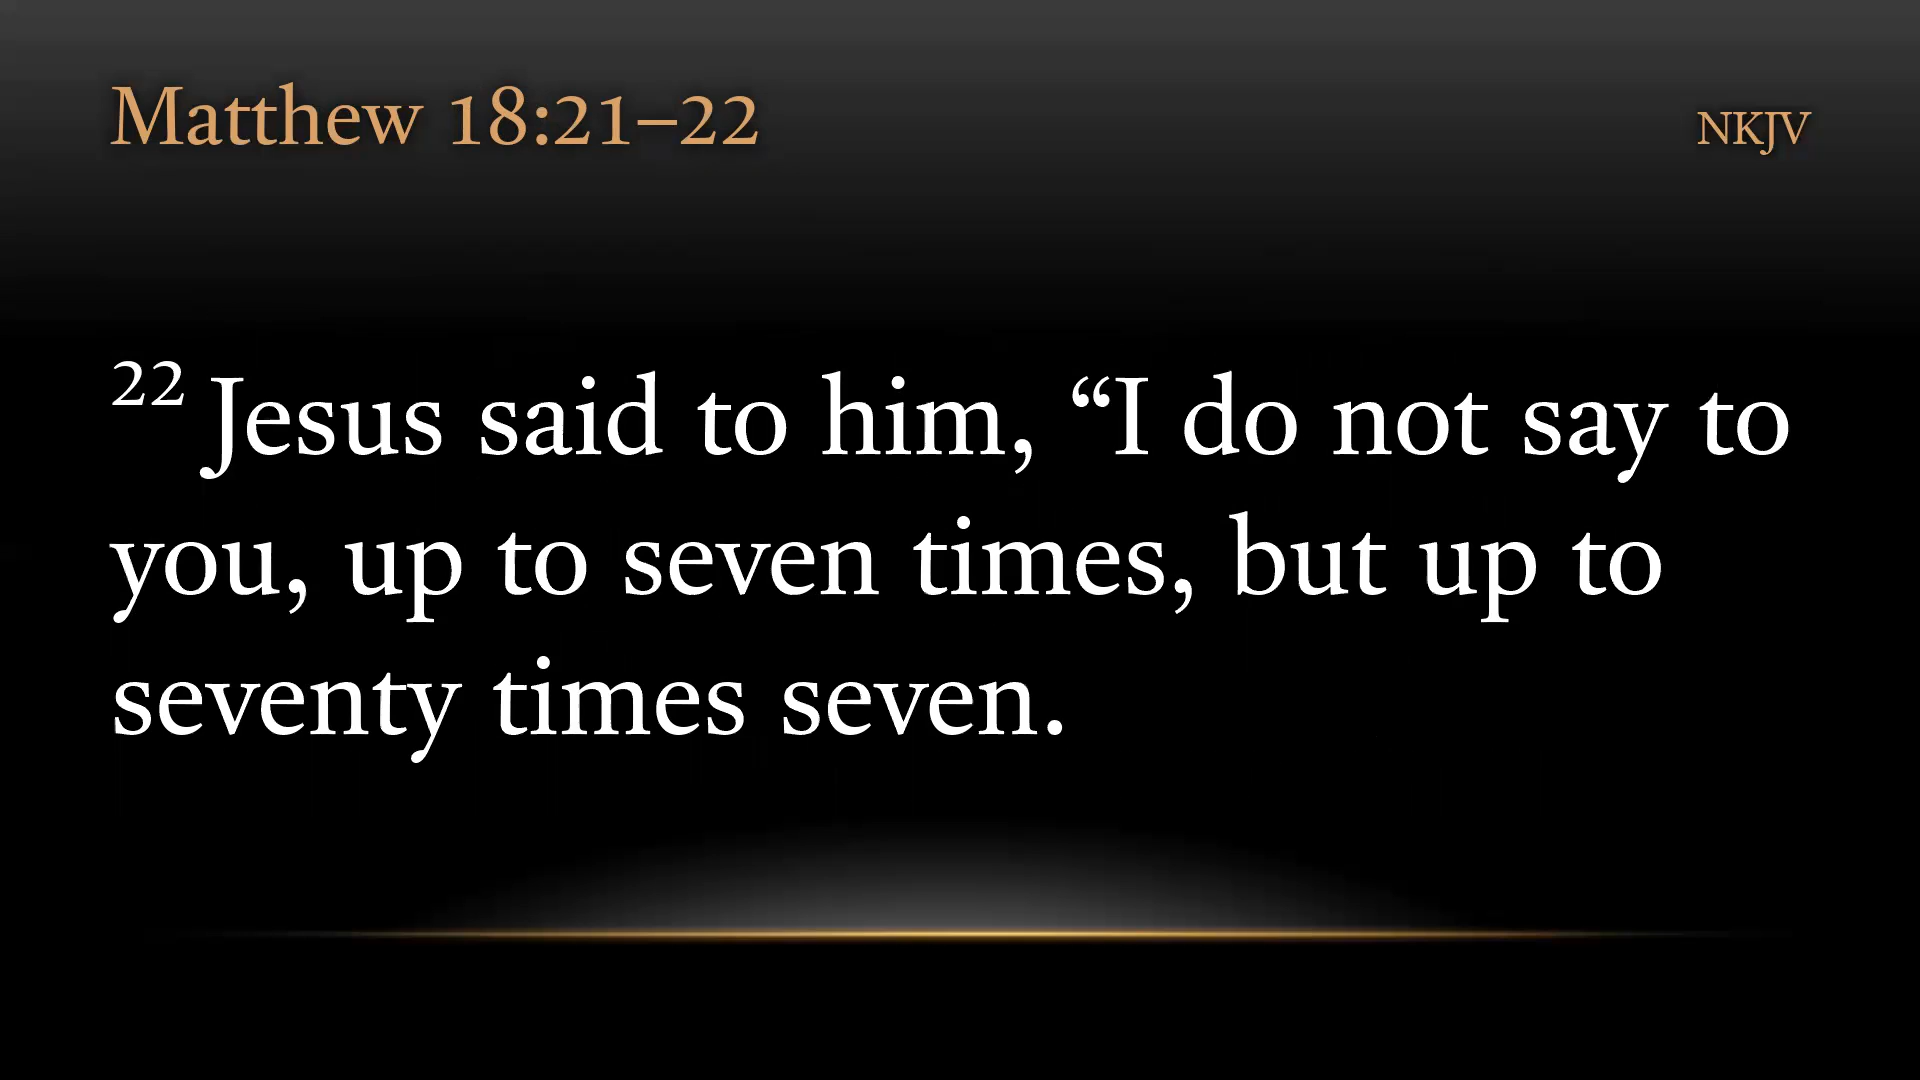 Matthew 18:21–22
NKJV
22 Jesus said to him, “I do not say to
you, up to seven times, but up to
seventy times seven.